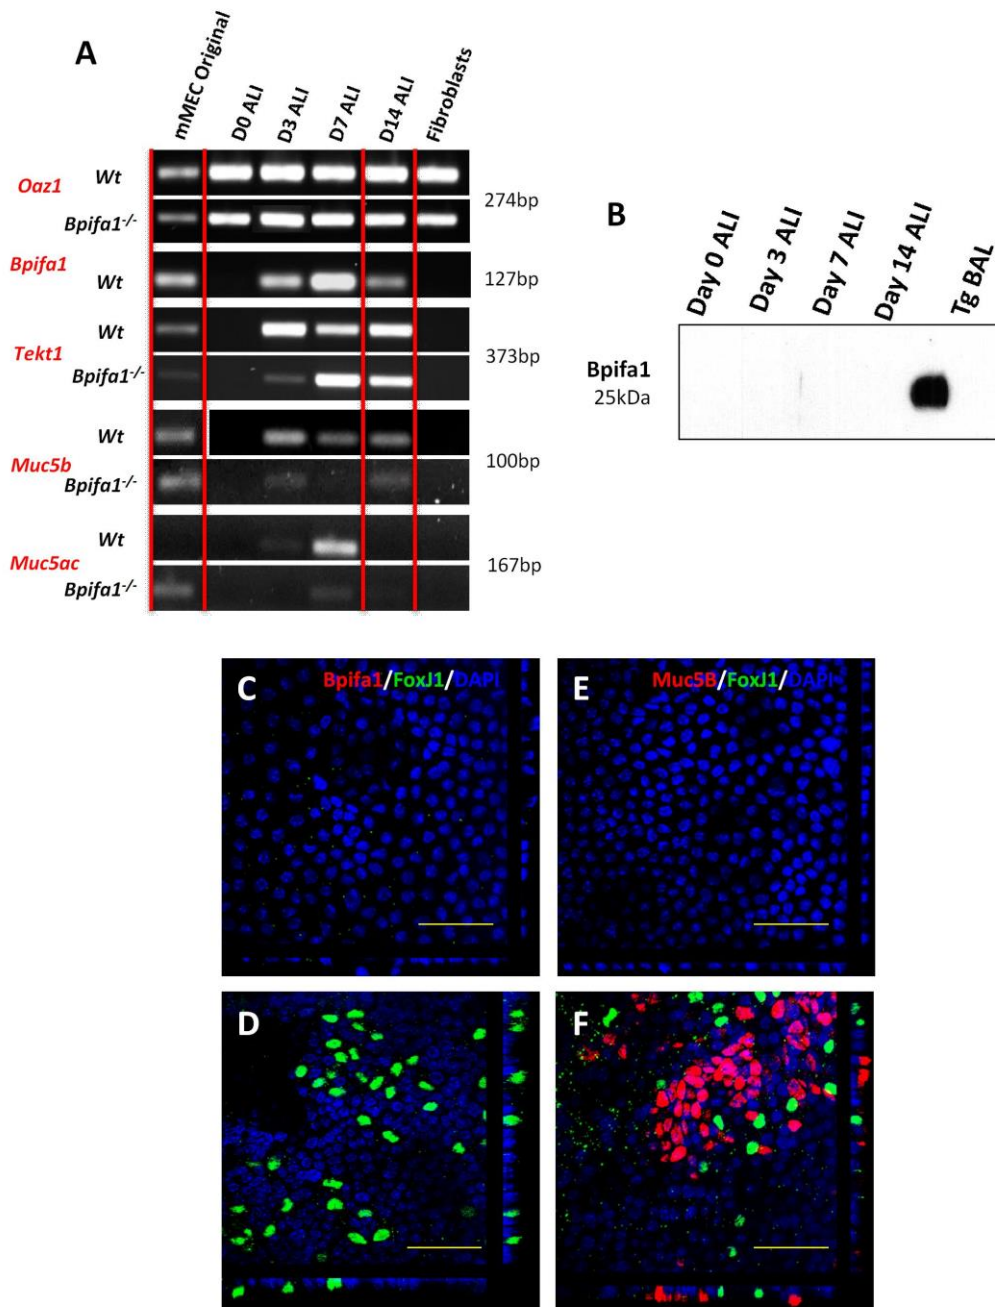 A
mMEC Original
D0 ALI
D3 ALI
D7 ALI
D14 ALI
Fibroblasts
Oaz1
Wt
Bpifa1-/-
274bp
Bpifa1
Wt
127bp
Tekt1
Wt
Bpifa1-/-
373bp
Muc5b
Wt
Bpifa1-/-
100bp
Muc5ac
Wt
Bpifa1-/-
167bp
B
Day 0 ALI
Day 3 ALI
Day 7 ALI
Day 14 ALI
Tg BAL
Bpifa1
25kDa
C
Bpifa1/FoxJ1/DAPI
E
Muc5B/FoxJ1/DAPI
D
F